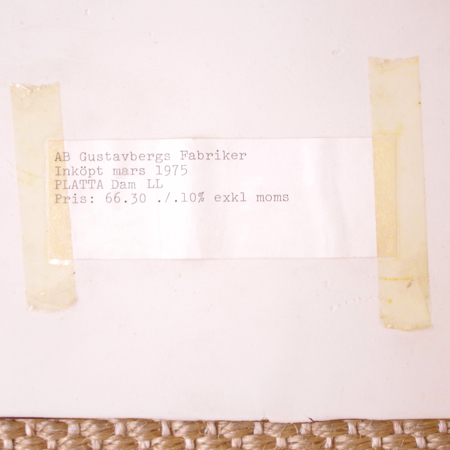 AB Gustavbergs Fabriker
Inköpt mars 1975
PLATTA Dam LL
Pris: 66.30 ./.10% exkl moms